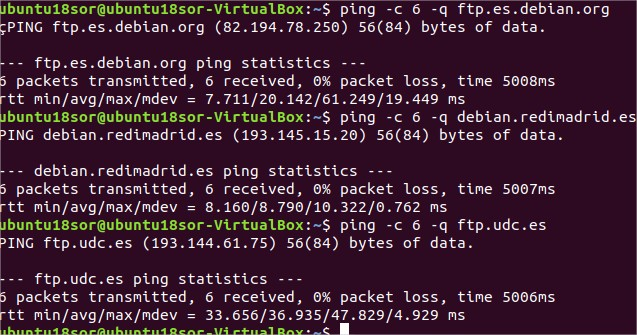 ubuntu18sor@ubuntu18sor-VirtualBox:~$ ping -c 6 -q ftp.es.debian.org
çPING ftp.es.debian.org (82.194.78.250) 56(84) bytes of data.
--- ftp.es.debian.org ping statistics ---
6 packets transmitted, 6 received, 0% packet loss, time 5008ms
rtt min/avg/max/mdev = 7.711/20.142/61.249/19.449 ms
ubuntu18sor@ubuntu18sor-VirtualBox:~$ ping -c 6 -q debian.redimadrid.es
PING debian.redimadrid.es (193.145.15.20) 56(84) bytes of data.
--- debian.redimadrid.es ping statistics ---
6 packets transmitted, 6 received, 0% packet loss, time 5007ms
rtt min/avg/max/mdev = 8.160/8.790/10.322/0.762 ms
ubuntu18sor@ubuntu18sor-VirtualBox:~$ ping -c 6 -q ftp.udc.es
PING ftp.udc.es (193.144.61.75) 56(84) bytes of data.
--- ftp.udc.es ping statistics ---
6 packets transmitted, 6 received, 0% packet loss, time 5006ms
rtt min/avg/max/mdev = 33.656/36.935/47.829/4.929 ms
ubuntu18sor@ubuntu18sor-VirtualBox:~$